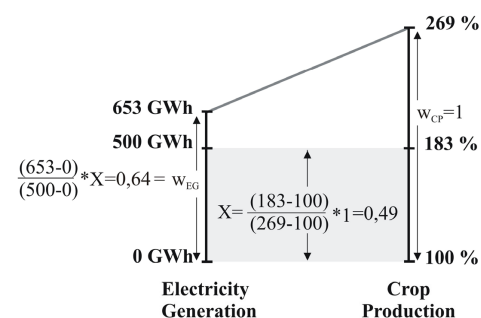 269 %
653 GWh
w_CP=1
500 GWh
183 %
(653-0)
(500-0)
*X=0,64 = w_EG
X=
(183-100)
(269-100)
*1=0,49
0 GWh
100 %
Electricity
Generation
Crop
Production